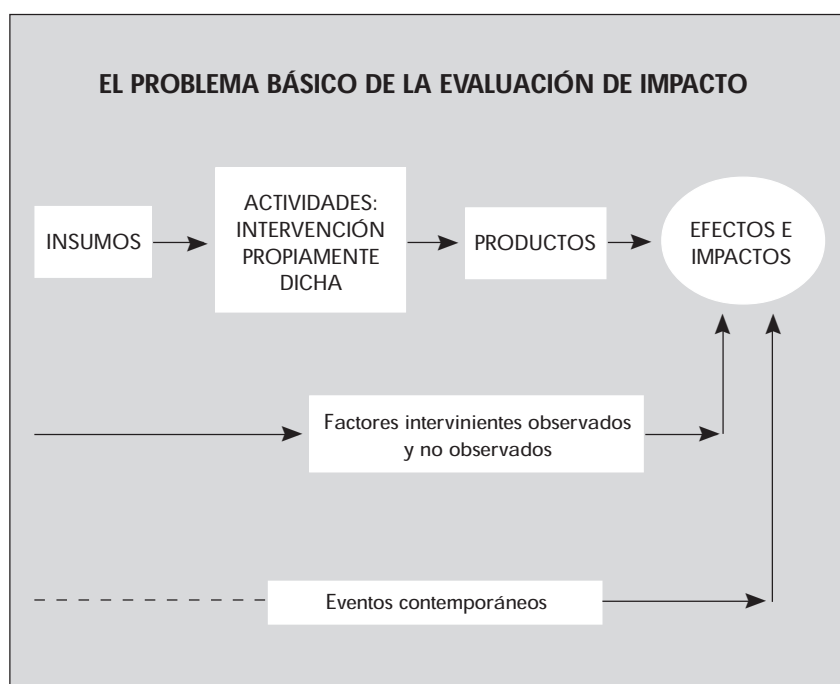 EL PROBLEMA BÁSICO DE LA EVALUACIÓN DE IMPACTO
INSUMOS
ACTIVIDADES:
INTERVENCIÓN
PROPIAMENTE
DICHA
PRODUCTOS
EFECTOS E
IMPACTOS
Factores intervinientes observados
y no observados
Eventos contemporáneos